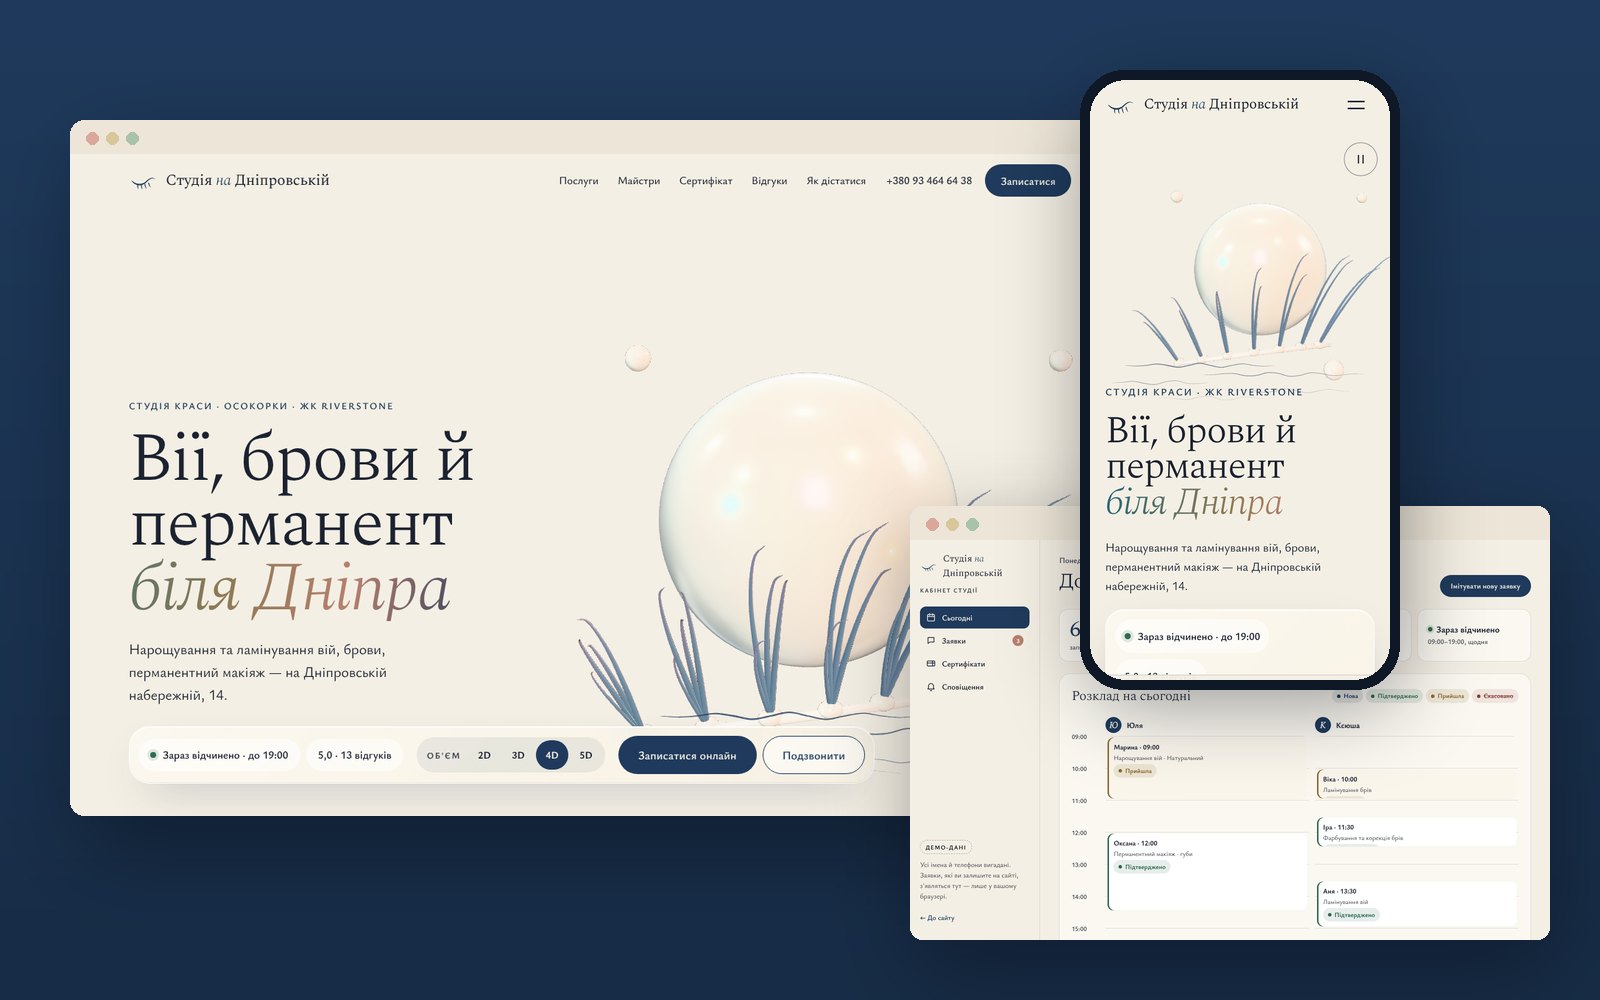 Студія на Дніпровській
Послуги Майстри Сертифікат Відгуки Як дістатися +380 93 464 64 38 Записатися
СТУДІЯ КРАСИ · ОСОКОРКИ · ЖК RIVERSTONE
Вії, брови й
перманент
біля Дніпра
Нарощування та ламінування вій, брови,
перманентний макіяж — на Дніпровській
набережній, 14.
Зараз відчинено · до 19:00 5,0 · 13 відгуків ОБ'ЄМ 2D 3D 4D 5D Записатися онлайн Подзвонити
Студія на Дніпровській
СТУДІЯ КРАСИ · ЖК RIVERSTONE
Вії, брови й
перманент
біля Дніпра
Нарощування та ламінування вій, брови,
перманентний макіяж — на Дніпровській
набережній, 14.
Зараз відчинено · до 19:00
Студія на
Дніпровській
КАБІНЕТ СТУДІЇ
Сьогодні
Заявки 3
Сертифікати
Сповіщення
ДЕМО-ДАНІ
Усі імена й телефони вигадані.
Заявки, які ви залишите на сайті,
з'являться тут — лише у вашому
браузері.
← До сайту
Імітувати нову заявку
6
Зараз відчинено
09:00–19:00, щодня
Розклад на сьогодні
Нова Підтверджено Прийшла Скасовано
Ю Юля К Ксюша
09:00
Марина · 09:00
Нарощування вій · Натуральний
Прийшла
10:00
Віка · 10:00
Ламінування брів
11:00
Іра · 11:30
Фарбування та корекція брів
12:00
Оксана · 12:00
Перманентний макіяж · губи
Підтверджено
13:00
Аня · 13:30
Ламінування вій
Підтверджено
14:00
15:00